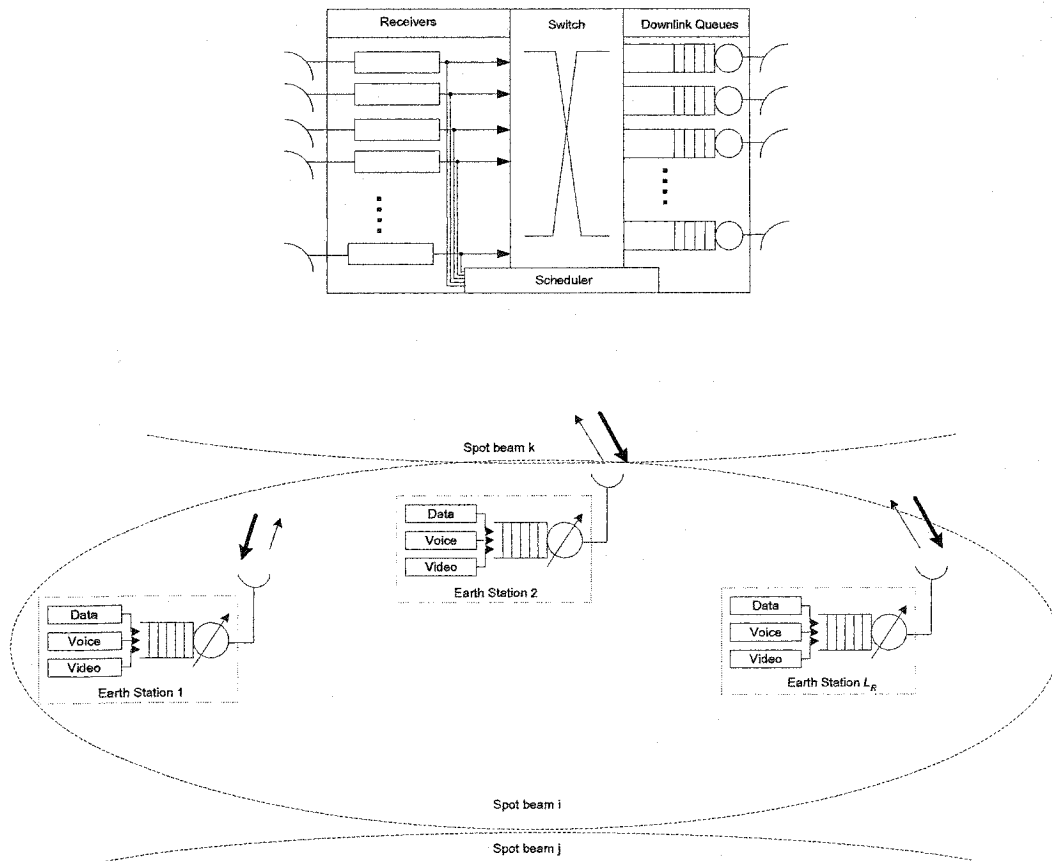 Receivers
Switch
Downlink Queues
Scheduler
Spot beam k
Data
Voice
Video
Earth Station 2
Data
Voice
Video
Earth Station 1
Data
Voice
Video
Earth Station L_R
Spot beam i
Spot beam j